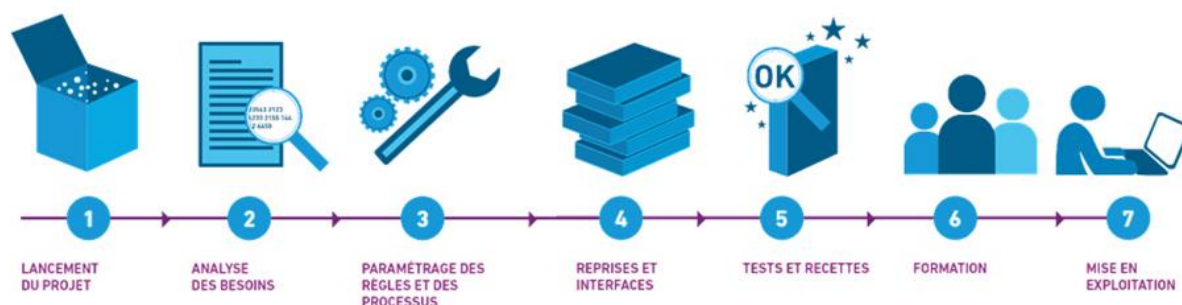 OK
1
2
3
4
5
6
7
LANCEMENT
DU PROJET
ANALYSE
DES BESOINS
PARAMÉTRAGE DES
RÈGLES ET DES
PROCESSUS
REPRISES ET
INTERFACES
TESTS ET RECETTES
FORMATION
MISE EN
EXPLOITATION